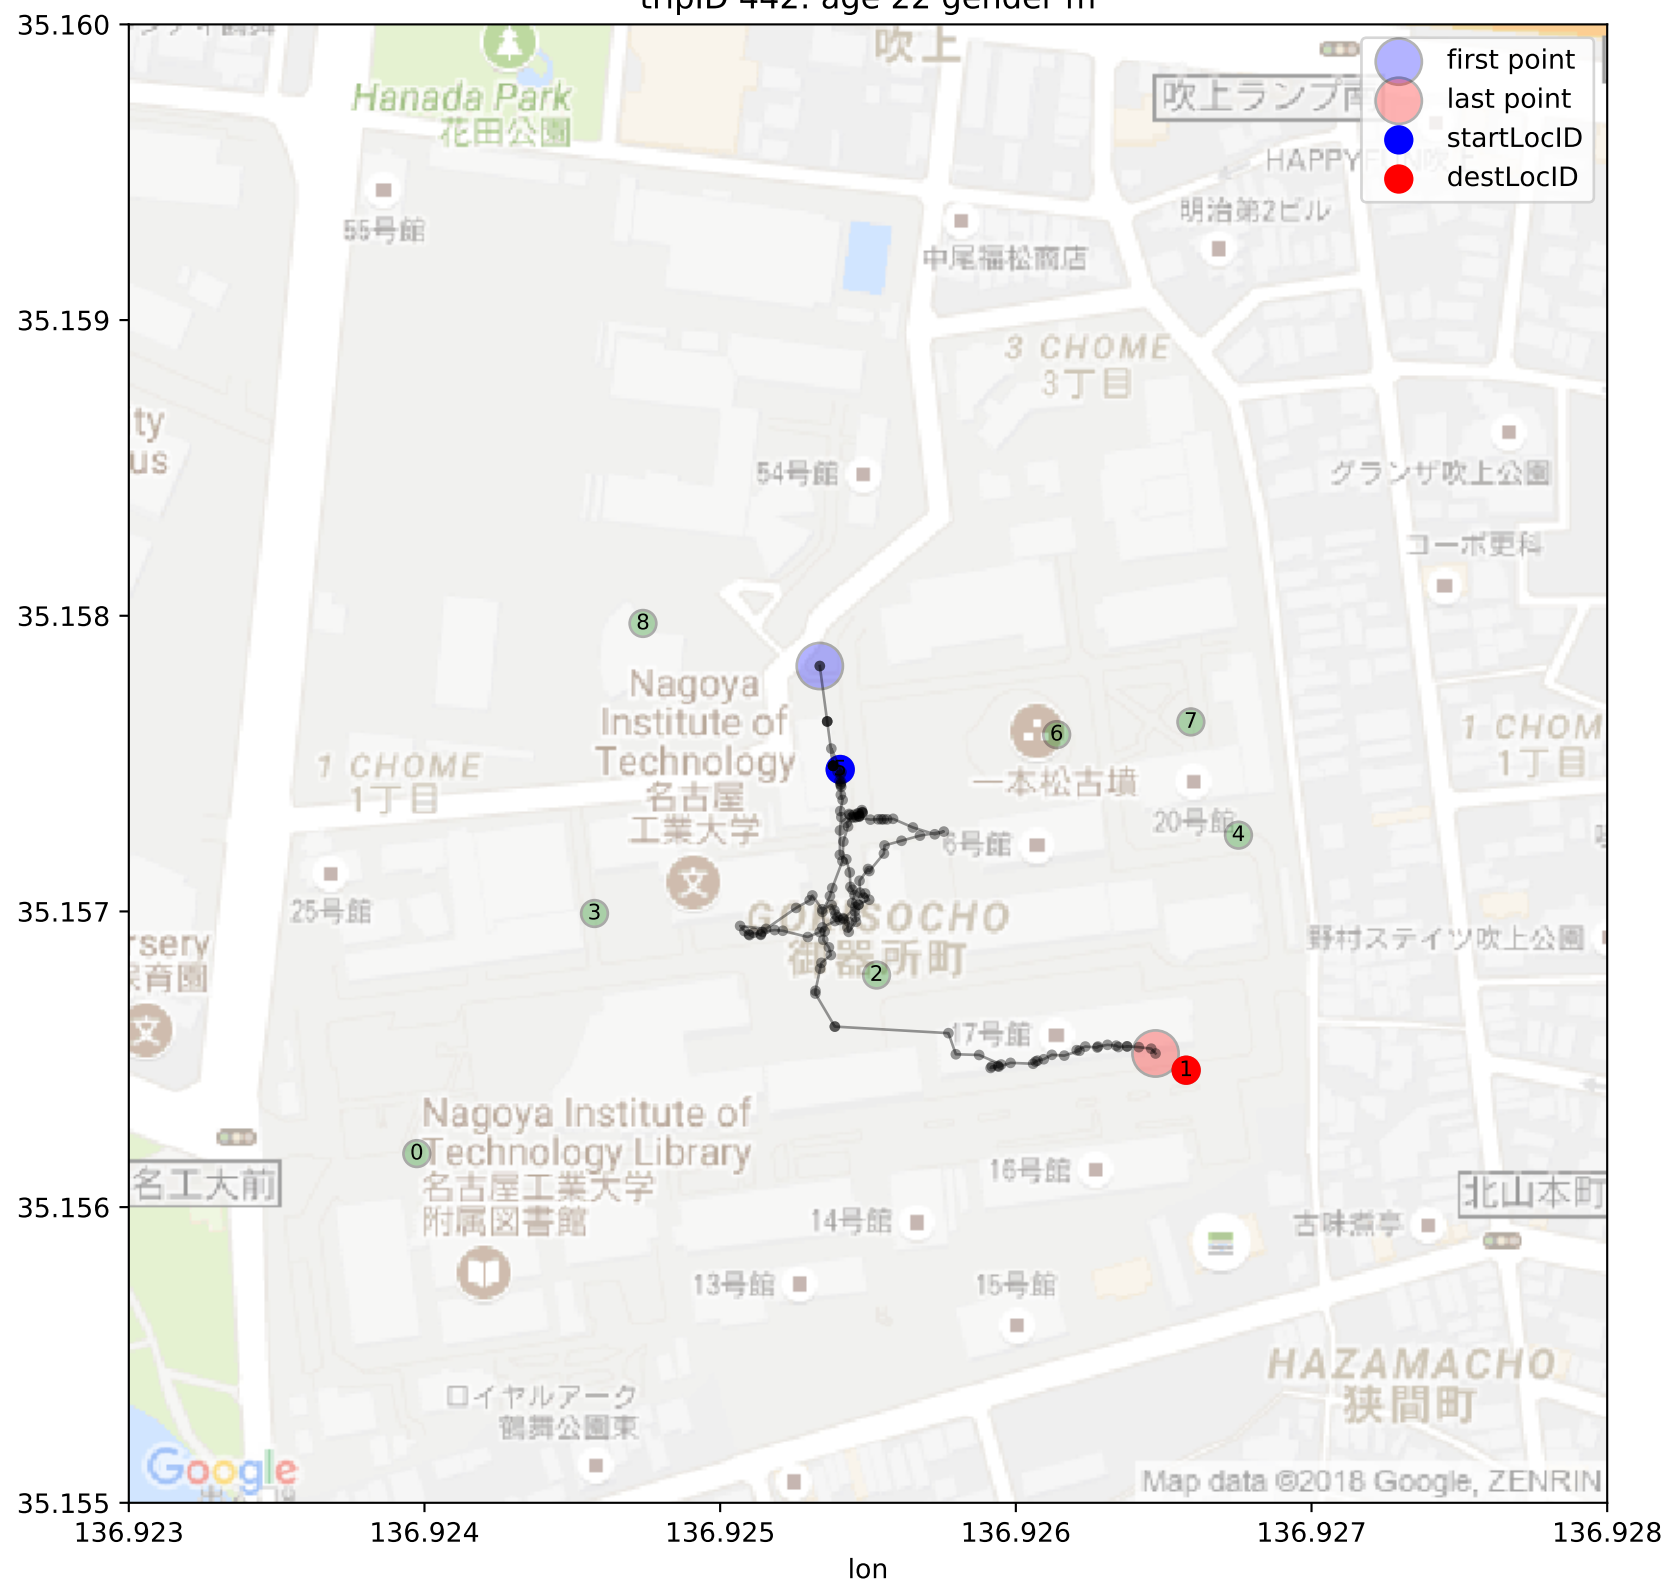 tripID 442: age 22 gender m
35.160
35.159
35.158
35.157
35.156
35.155
136.923
136.924
136.925
136.926
136.927
136.928
lon
first point
last point
startLocID
destLocID
Hanada Park
花田公園
吹上
吹上ランプ
HAPPY
明治第2ビル
中尾福松商店
55号館
3 CHOME
3丁目
ty
us
54号館
グランザ吹上公園
コーポ更科
8
Nagoya
Institute of
Technology
名古屋
工業大学
1 CHOME
1丁目
6
7
一本松古墳
1 CHOM
1丁目
20号館
4
6号館
25号館
3
GOKISOCHO
御器所町
2
野村ステイツ吹上公園
rsery
育園
17号館
1
Nagoya Institute of
Technology Library
名古屋工業大学
附属図書館
0
名工大前
16号館
14号館
13号館
15号館
北山本町
古味煮亭
HAZAMACHO
狭間町
ロイヤルアーク
鶴舞公園東
Google
Map data ©2018 Google, ZENRIN